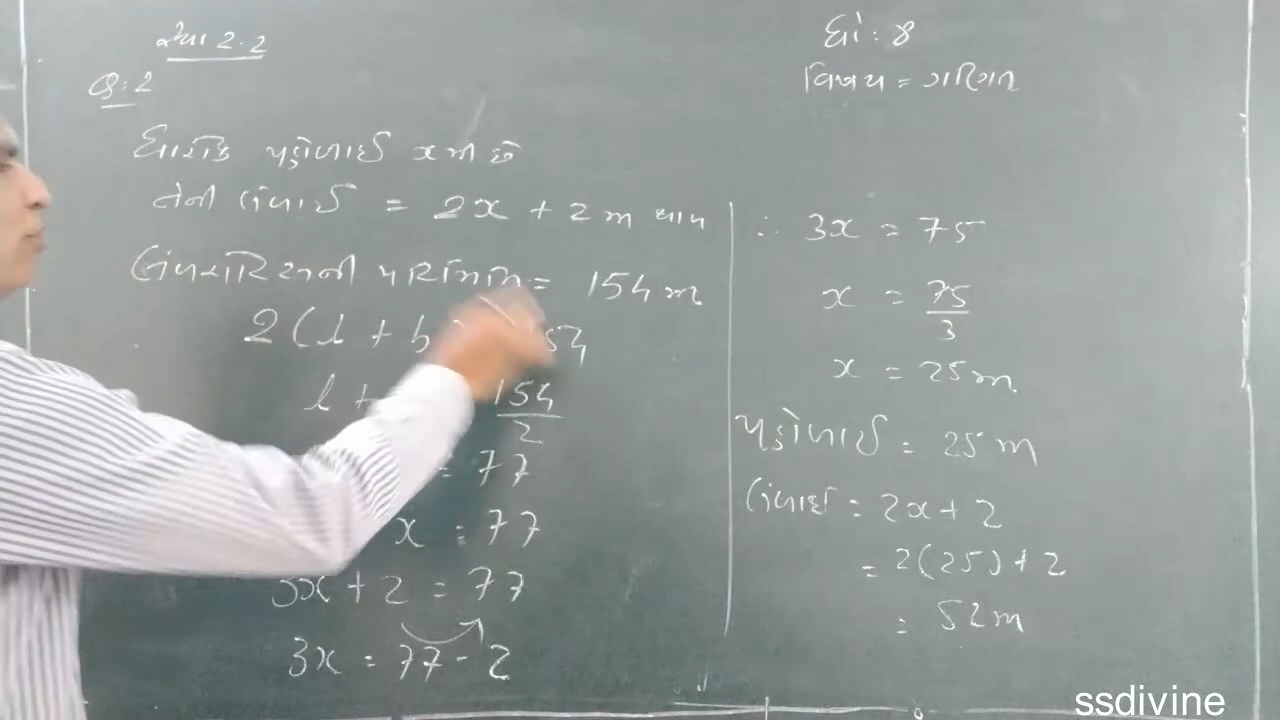 સ્વા 2.2
Q: 2
ધો: 8
વિષય = ગણિત
ધારોકે પહોળાઈ x મી છે
તેની લંબાઈ = 2x + 2 m થાય
લંબચોરસની પરિમિતિ = 154 m
2 (l + b 154
l + 154/2
= 77
x = 77
3x + 2 = 77
3x = 77 - 2
∴ 3x = 75
x = 75/3
x = 25 m
પહોળાઈ = 25 m
લંબાઈ = 2x + 2
= 2(25) + 2
= 52 m
ssdivine